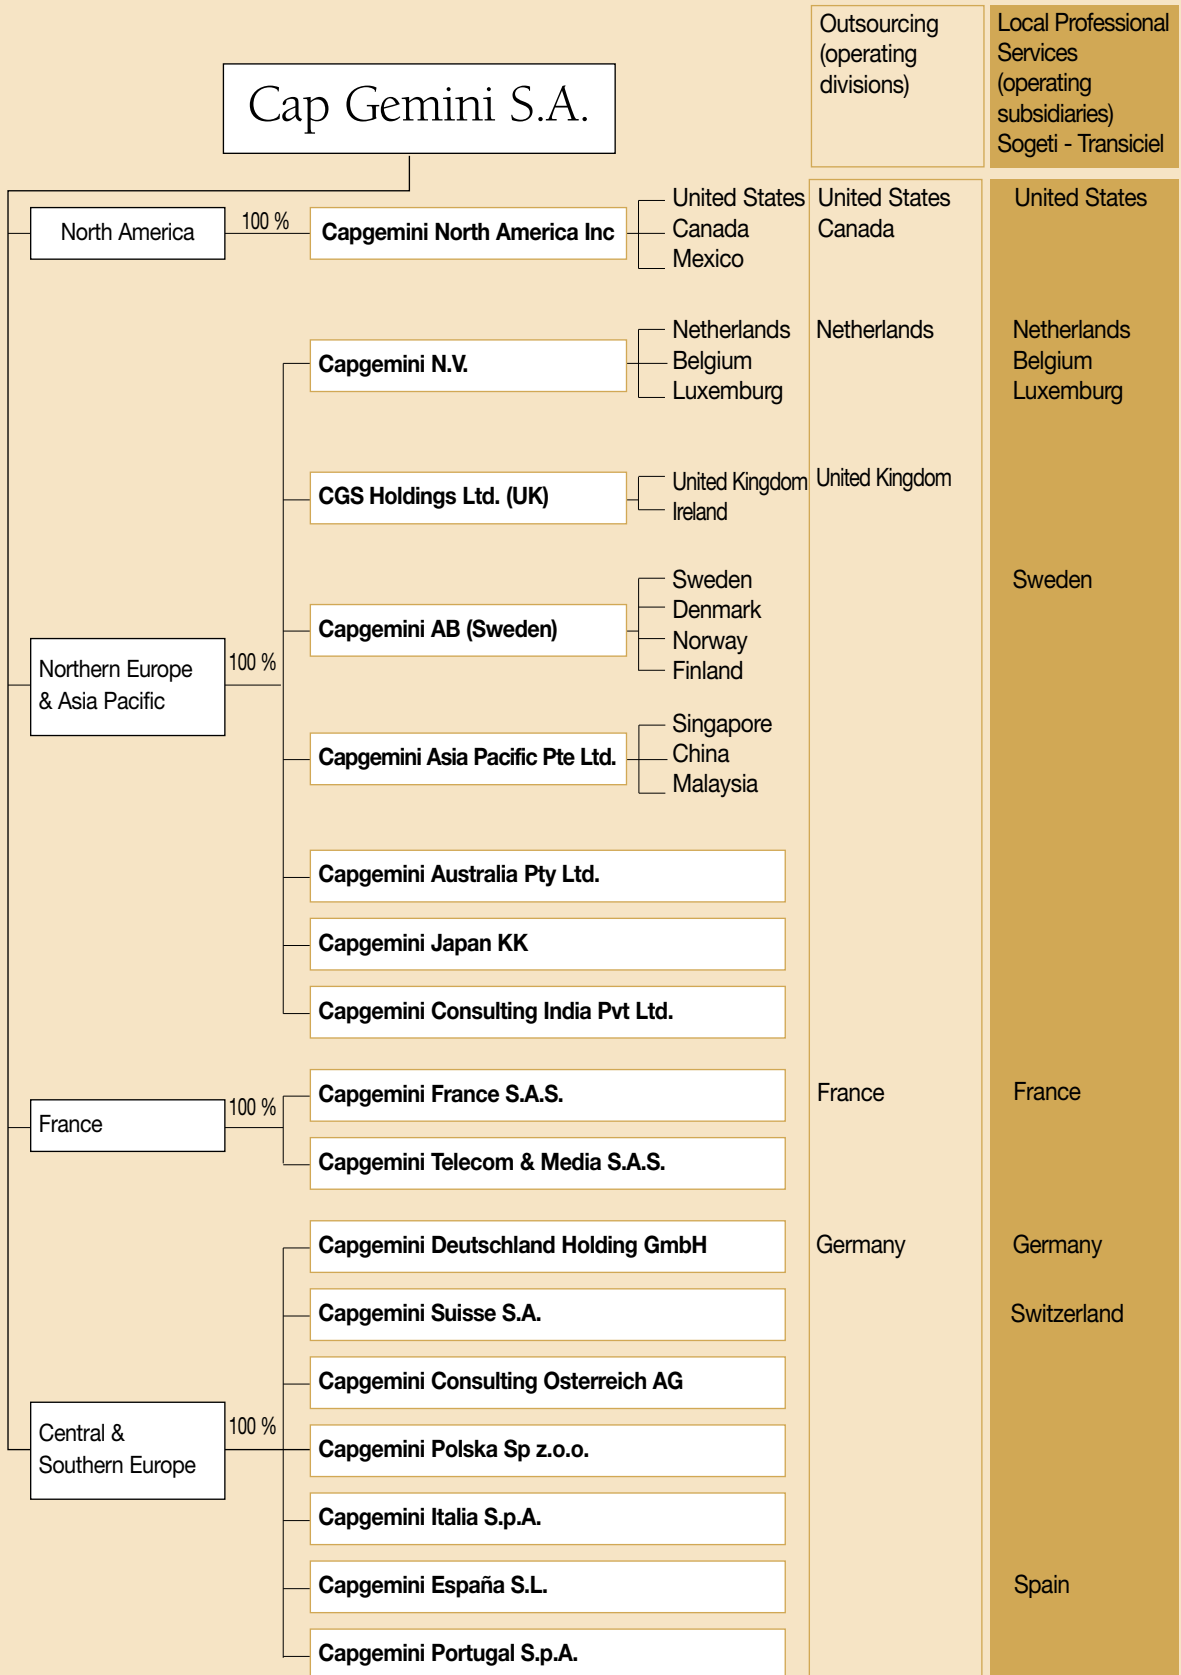 Outsourcing
(operating
divisions)
Local Professional
Services
(operating
subsidiaries)
Sogeti - Transiciel
Cap Gemini S.A.
North America
100 %
Capgemini North America Inc
United States
Canada
Mexico
United States
Canada
United States
Northern Europe
& Asia Pacific
100 %
Capgemini N.V.
Netherlands
Belgium
Luxemburg
Netherlands
Netherlands
Belgium
Luxemburg
CGS Holdings Ltd. (UK)
United Kingdom
Ireland
United Kingdom
Capgemini AB (Sweden)
Sweden
Denmark
Norway
Finland
Sweden
Capgemini Asia Pacific Pte Ltd.
Singapore
China
Malaysia
Capgemini Australia Pty Ltd.
Capgemini Japan KK
Capgemini Consulting India Pvt Ltd.
France
100 %
Capgemini France S.A.S.
France
France
Capgemini Telecom & Media S.A.S.
Central &
Southern Europe
100 %
Capgemini Deutschland Holding GmbH
Germany
Germany
Capgemini Suisse S.A.
Switzerland
Capgemini Consulting Osterreich AG
Capgemini Polska Sp z.o.o.
Capgemini Italia S.p.A.
Capgemini España S.L.
Spain
Capgemini Portugal S.p.A.